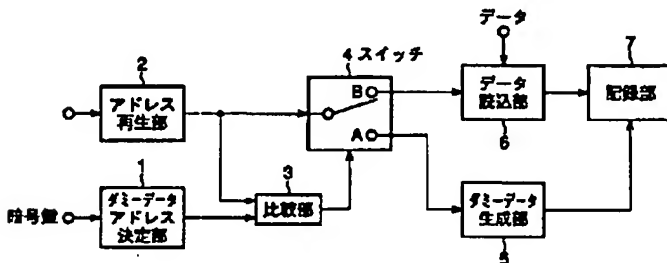 データ
2
アドレス
再生部
4 スイッチ
B
A
データ
読込部
6
7
記録部
暗号鍵
1
ダミーデータ
アドレス
決定部
3
比較部
ダミーデータ
生成部
5